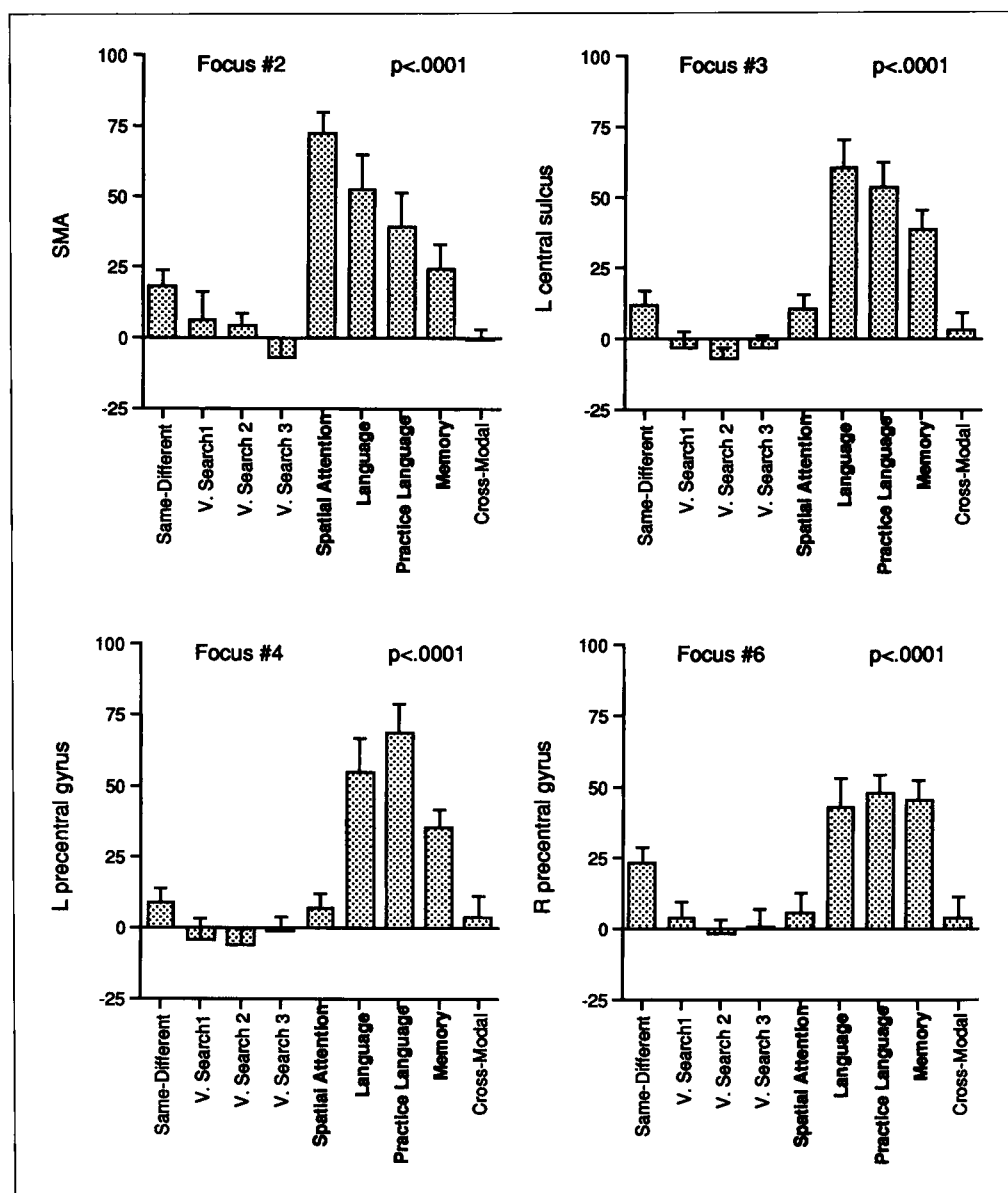 Focus #2 p<.0001
100
75
50
25
0
-25
SMA
Same-Different
V. Search1
V. Search 2
V. Search 3
Spatial Attention
Language
Practice Language
Memory
Cross-Modal
Focus #3 p<.0001
100
75
50
25
0
-25
L central sulcus
Same-Different
V. Search1
V. Search 2
V. Search 3
Spatial Attention
Language
Practice Language
Memory
Cross-Modal
Focus #4 p<.0001
100
75
50
25
0
-25
L precentral gyrus
Same-Different
V. Search1
V. Search 2
V. Search 3
Spatial Attention
Language
Practice Language
Memory
Cross-Modal
Focus #6 p<.0001
100
75
50
25
0
-25
R precentral gyrus
Same-Different
V. Search1
V. Search 2
V. Search 3
Spatial Attention
Language
Practice Language
Memory
Cross-Modal